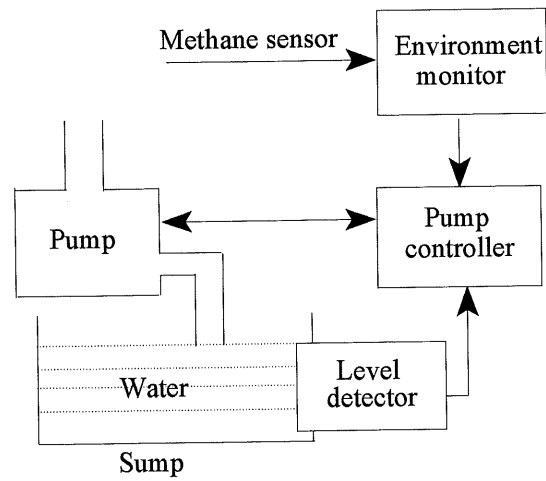 Methane sensor
Environment
monitor
Pump
Pump
controller
Water
Level
detector
Sump